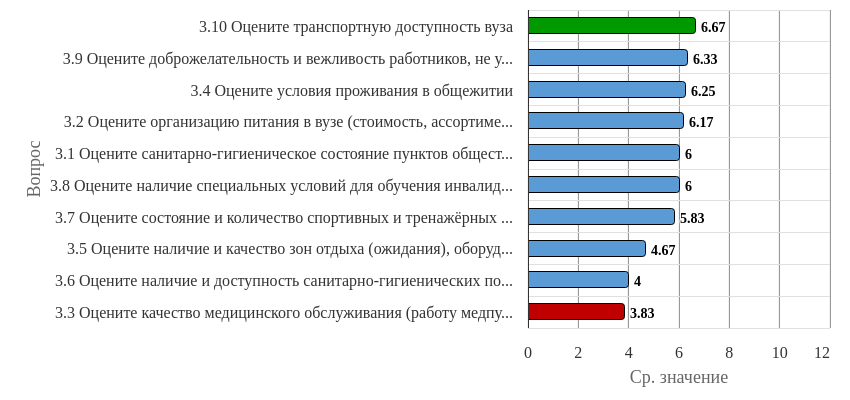 3.10 Оцените транспортную доступность вуза 6.67
3.9 Оцените доброжелательность и вежливость работников, не у... 6.33
3.4 Оцените условия проживания в общежитии 6.25
3.2 Оцените организацию питания в вузе (стоимость, ассортиме... 6.17
3.1 Оцените санитарно-гигиеническое состояние пунктов общест... 6
3.8 Оцените наличие специальных условий для обучения инвалид... 6
3.7 Оцените состояние и количество спортивных и тренажёрных ... 5.83
3.5 Оцените наличие и качество зон отдыха (ожидания), оборуд... 4.67
3.6 Оцените наличие и доступность санитарно-гигиенических по... 4
3.3 Оцените качество медицинского обслуживания (работу медпу... 3.83
Вопрос
0 2 4 6 8 10 12
Ср. значение